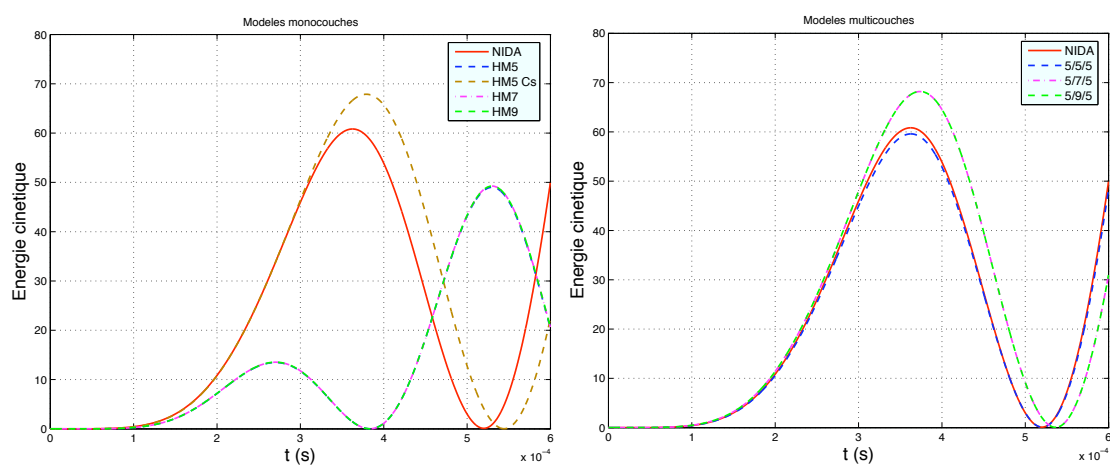 Modeles monocouches
80
70
60
50
40
30
20
10
0
Energie cinetique
0
1
2
3
4
5
6
t (s)
x 10⁻⁴
NIDA
HM5
HM5 Cs
HM7
HM9
Modeles multicouches
80
70
60
50
40
30
20
10
0
Energie cinetique
0
1
2
3
4
5
6
t (s)
x 10⁻⁴
NIDA
5/5/5
5/7/5
5/9/5